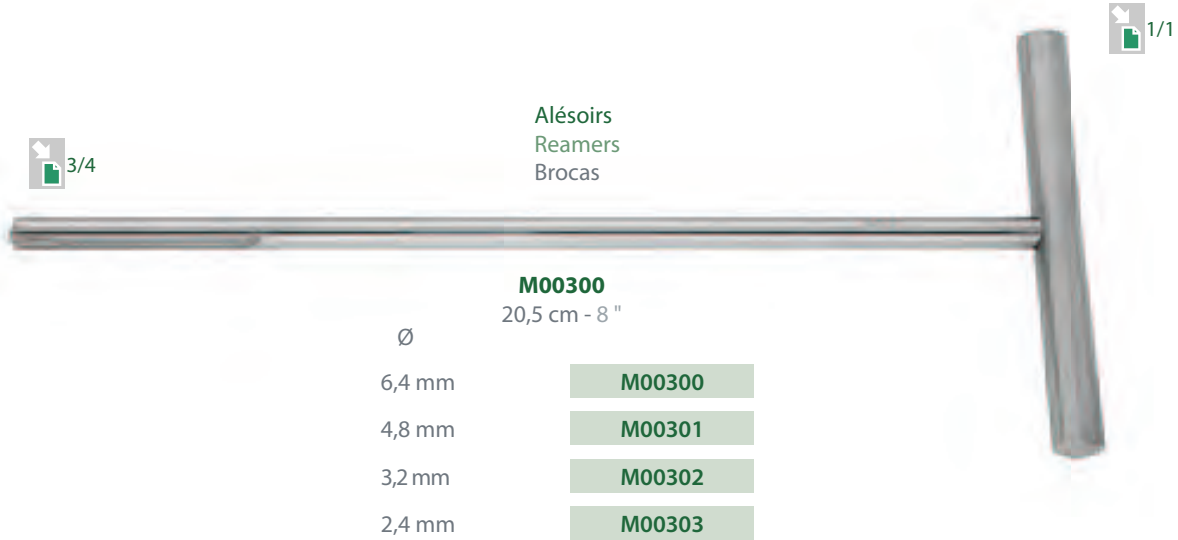 1/1
3/4
Alésoirs
Reamers
Brocas
M00300
20,5 cm - 8 "
Ø
6,4 mm M00300
4,8 mm M00301
3,2 mm M00302
2,4 mm M00303